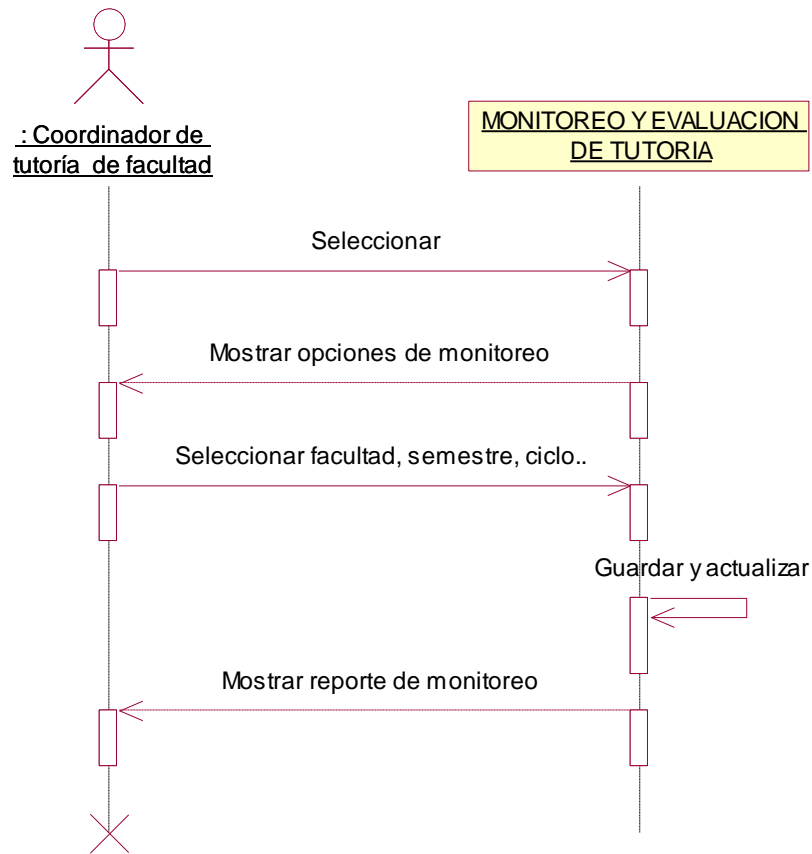 : Coordinador de
tutoría de facultad
MONITOREO Y EVALUACION
DE TUTORIA
Seleccionar
Mostrar opciones de monitoreo
Seleccionar facultad, semestre, ciclo..
Guardar y actualizar
Mostrar reporte de monitoreo